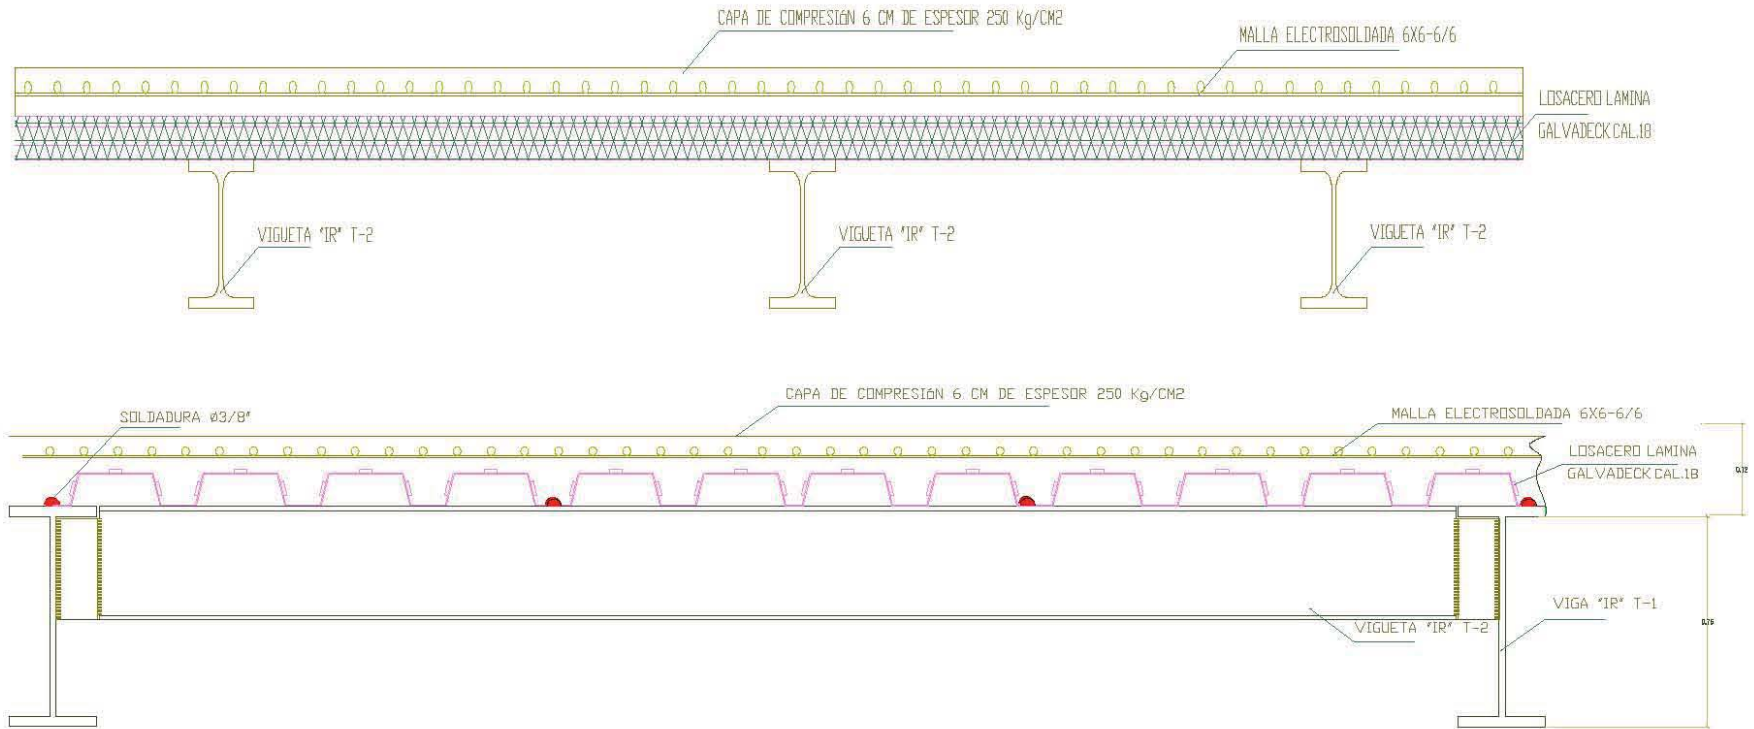 CAPA DE COMPRESIÓN 6 CM DE ESPESOR 250 Kg/CM2
MALLA ELECTROSOLDADA 6X6-6/6
LOSACERO LAMINA
GALVADECK CAL.18
VIGUETA "IR" T-2
VIGUETA "IR" T-2
VIGUETA "IR" T-2
CAPA DE COMPRESIÓN 6 CM DE ESPESOR 250 Kg/CM2
SOLDADURA Ø3/8"
MALLA ELECTROSOLDADA 6X6-6/6
LOSACERO LAMINA
GALVADECK CAL.18
VIGA "IR" T-1
VIGUETA "IR" T-2